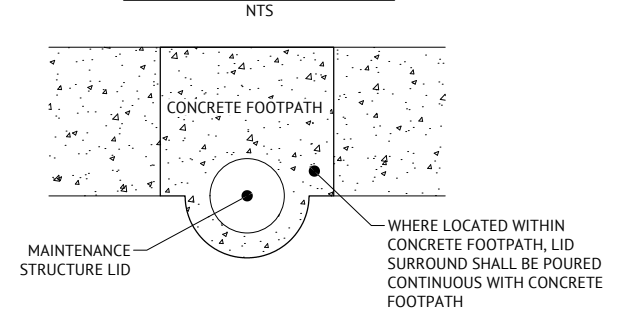 NTS
CONCRETE FOOTPATH
MAINTENANCE
STRUCTURE LID
WHERE LOCATED WITHIN
CONCRETE FOOTPATH, LID
SURROUND SHALL BE POURED
CONTINUOUS WITH CONCRETE
FOOTPATH